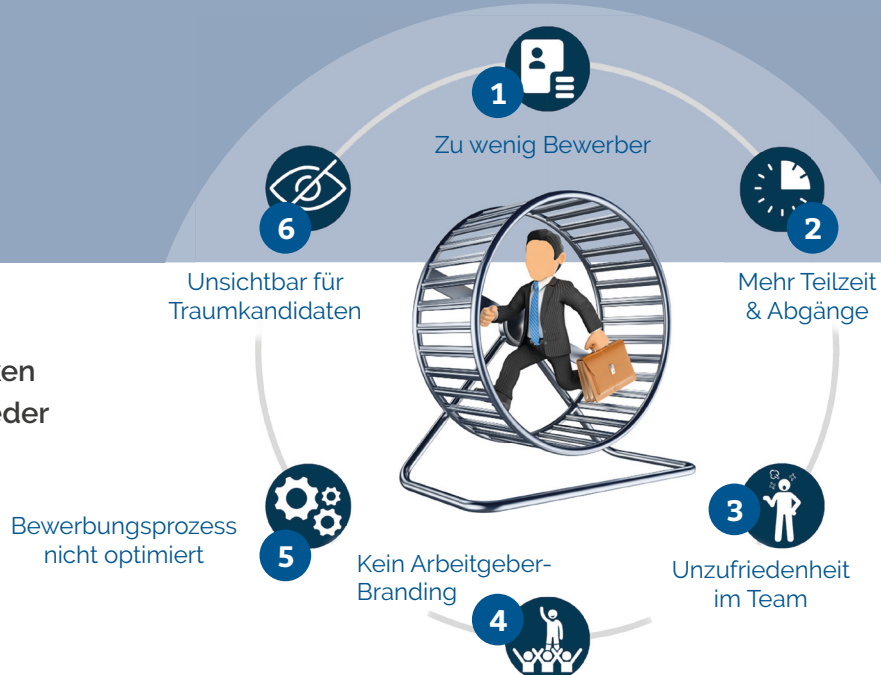 1
Zu wenig Bewerber
2
Mehr Teilzeit
& Abgänge
3
Unzufriedenheit
im Team
4
Kein Arbeitgeber-
Branding
5
Bewerbungsprozess
nicht optimiert
6
Unsichtbar für
Traumkandidaten